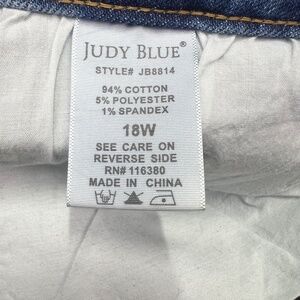 JUDY BLUE®
STYLE# JB8814
94% COTTON
5% POLYESTER
1% SPANDEX
18W
SEE CARE ON
REVERSE SIDE
RN# 116380
MADE IN CHINA